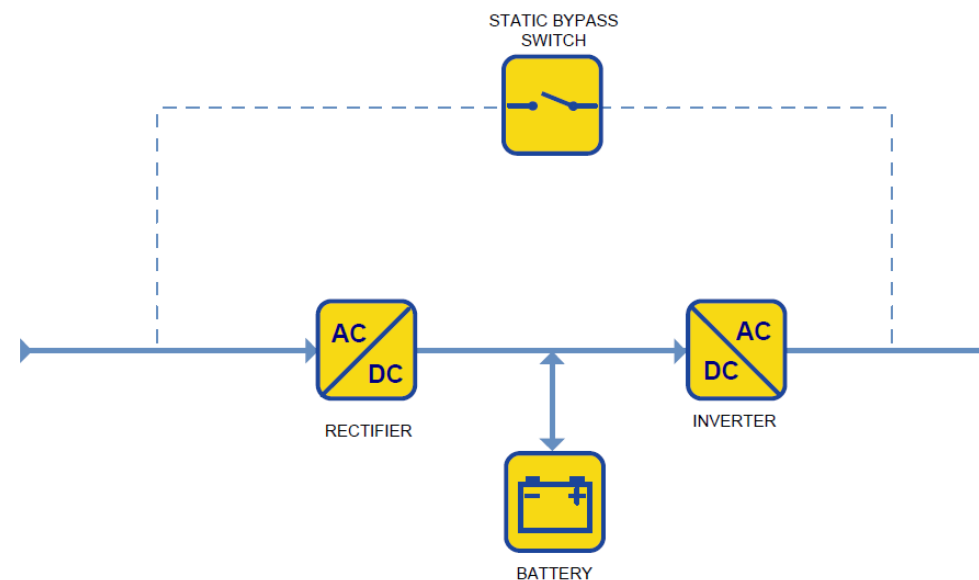 STATIC BYPASS
SWITCH
AC
DC
RECTIFIER
AC
DC
INVERTER
BATTERY